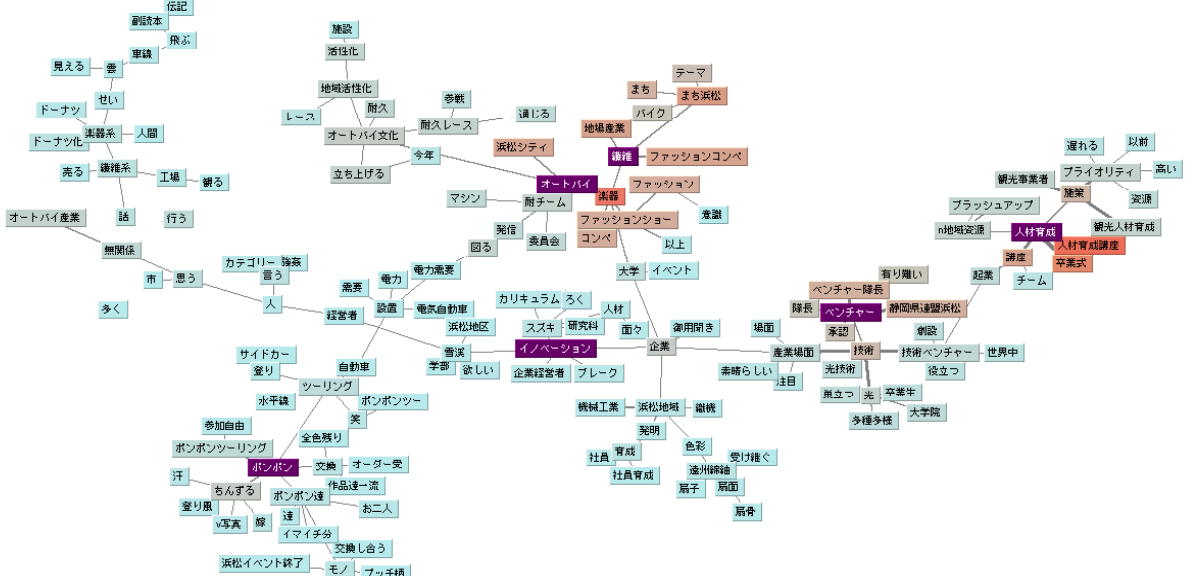 伝記
副読本
飛ぶ
車線
見える
雲
せい
ドーナツ
楽器系
人間
ドーナツ化
繊維系
売る
工場
観る
話
行う
オートバイ産業
無関係
市
思う
多く
カテゴリー
言う
人
経営者
施設
活性化
地域活性化
レース
耐久
オートバイ文化
立ち上げる
今年
参戦
耐久レース
通じる
テーマ
まち
まち浜松
バイク
地場産業
繊維
ファッションコンペ
浜松シティ
オートバイ
楽器
ファッション
意識
マシン
耐チーム
ファッションショー
コンペ
以上
発信
委員会
図る
大学
イベント
電力需要
電力
需要
設置
電気自動車
自動車
浜松地区
雪浜
学部
欲しい
カリキュラム
ろく
スズキ
研究科
人材
面々
御用聞き
イノベーション
企業
企業経営者
ブレーク
機械工業
浜松地域
織機
発明
社員
育成
社員育成
色彩
受け継ぐ
遠州綿紬
扇子
扇面
扇骨
場面
産業場面
素晴らしい
注目
有り難い
ベンチャー隊長
隊長
ベンチャー
静岡県連盟浜松
承認
技術
光技術
創設
技術ベンチャー
世界中
役立つ
巣立つ
光
卒業生
大学院
多種多様
遅れる
以前
プライオリティ
高い
観光事業者
施策
資源
ブラッシュアップ
n地域資源
人材育成
観光人材育成
人材育成講座
講座
卒業式
起業
チーム
サイドカー
登り
ツーリング
水平線
ポンポンツー
笑
参加自由
全色残り
ポンポンツーリング
ポンポン
交換
オーダー受
汗
ちんずる
作品達一流
ポンポン達
お二人
登り風
v写真
嫁
達
イマイチ分
交換し合う
浜松イベント終了
モノ
ブッチ柄